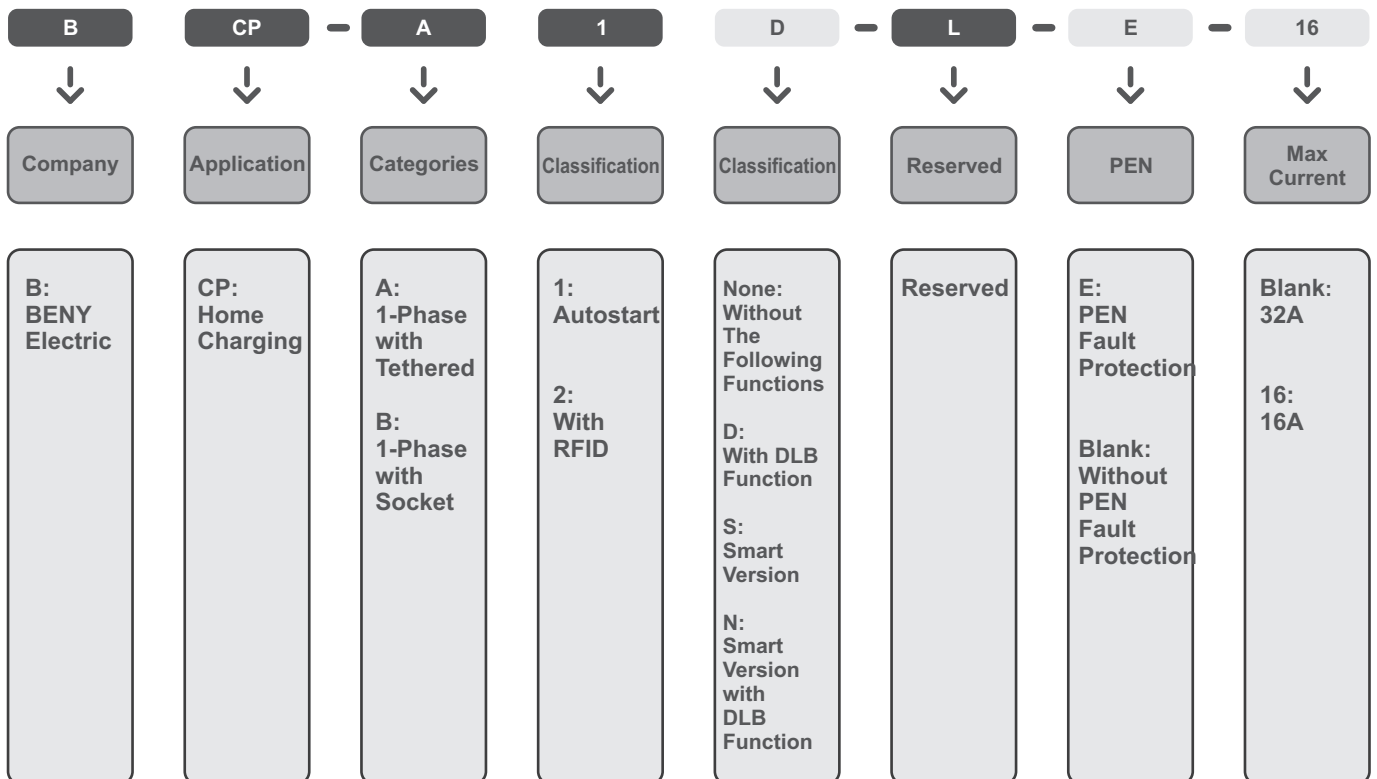 B CP – A 1 D – L – E – 16
Company
Application
Categories
Classification
Classification
Reserved
PEN
Max
Current
B:
BENY
Electric
CP:
Home
Charging
A:
1-Phase
with
Tethered
B:
1-Phase
with
Socket
1:
Autostart
2:
With
RFID
None:
Without
The
Following
Functions
D:
With DLB
Function
S:
Smart
Version
N:
Smart
Version
with
DLB
Function
Reserved
E:
PEN
Fault
Protection
Blank:
Without
PEN
Fault
Protection
Blank:
32A
16:
16A